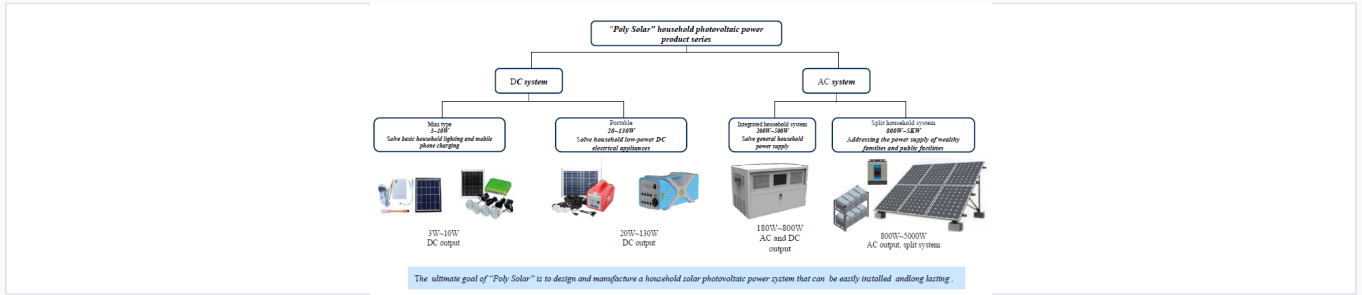 "Poly Solar" household photovoltaic power
product series
DC system
AC system
Mini type
3~10W
Solve basic household lighting and mobile
phone charging
Portable
20~130W
Solve household low-power DC
electrical appliances
Integrated household system
200W~500W
Solve general household
power supply
Split household system
800W~5KW
Addressing the power supply of wealthy
families and public facilities
3W~10W
DC output
20W~130W
DC output
180W~800W
AC and DC
output
800W~5000W
AC output, split system
The ultimate goal of "Poly Solar" is to design and manufacture a household solar photovoltaic power system that can be easily installed andlong lasting .